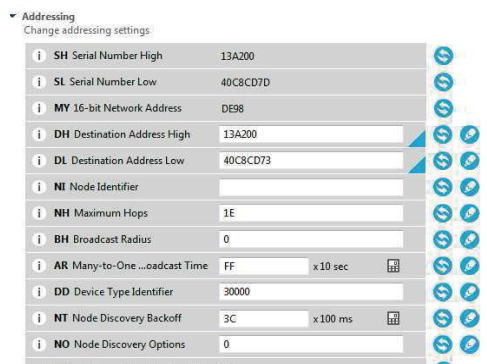 Addressing
Change addressing settings
i SH Serial Number High 13A200
i SL Serial Number Low 40C8CD7D
i MY 16-bit Network Address DE98
i DH Destination Address High 13A200
i DL Destination Address Low 40C8CD73
i NI Node Identifier
i NH Maximum Hops 1E
i BH Broadcast Radius 0
i AR Many-to-One ...oadcast Time FF x 10 sec
i DD Device Type Identifier 30000
i NT Node Discovery Backoff 3C x 100 ms
i NO Node Discovery Options 0